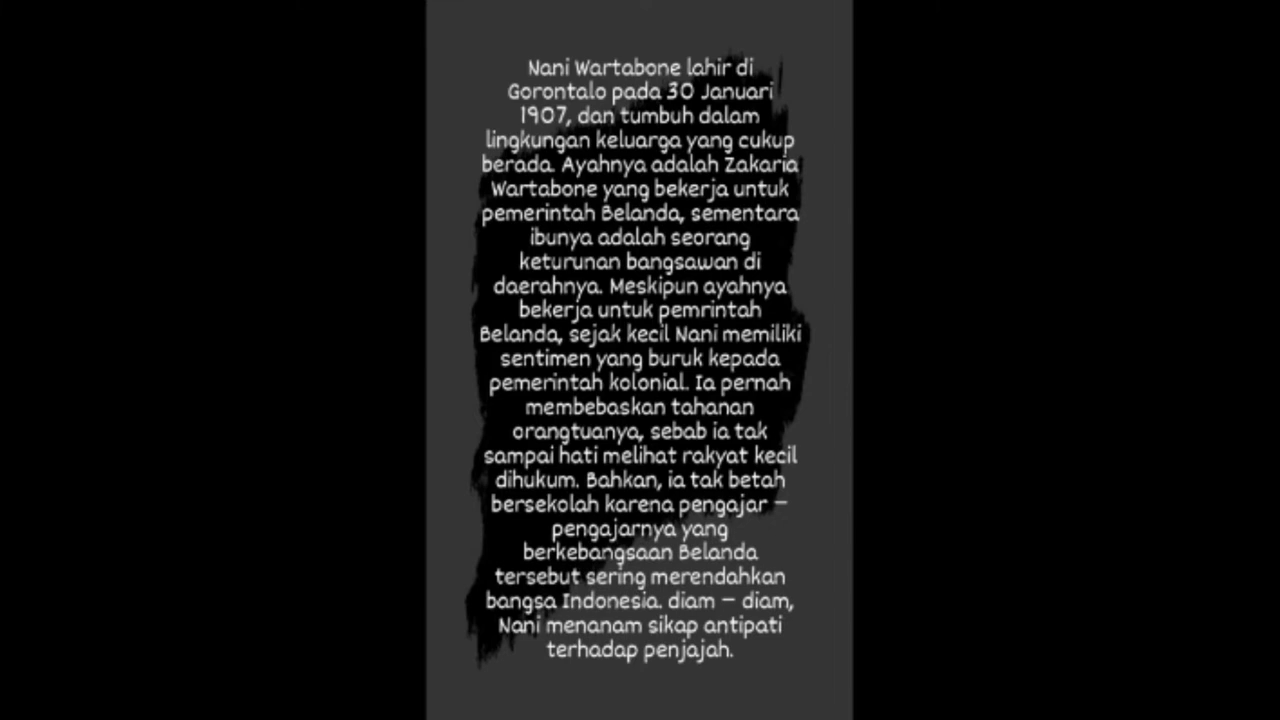 Nani Wartabone lahir di
Gorontalo pada 30 Januari
1907, dan tumbuh dalam
lingkungan keluarga yang cukup
berada. Ayahnya adalah Zakaria
Wartabone yang bekerja untuk
pemerintah Belanda, sementara
ibunya adalah seorang
keturunan bangsawan di
daerahnya. Meskipun ayahnya
bekerja untuk pemrintah
Belanda, sejak kecil Nani memiliki
sentimen yang buruk kepada
pemerintah kolonial. Ia pernah
membebaskan tahanan
orangtuanya, sebab ia tak
sampai hati melihat rakyat kecil
dihukum. Bahkan, ia tak betah
bersekolah karena pengajar –
pengajarnya yang
berkebangsaan Belanda
tersebut sering merendahkan
bangsa Indonesia. diam – diam,
Nani menanam sikap antipati
terhadap penjajah.